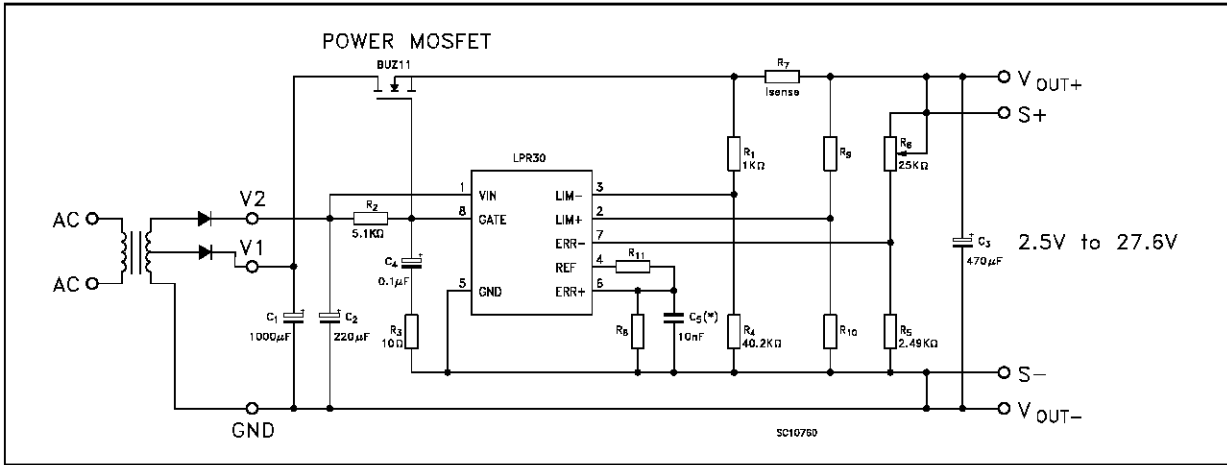 POWER MOSFET
BUZ11
R7
Isense
VOUT+
S+
LPR30
R1
1KΩ
R9
R6
25KΩ
AC
AC
V2
V1
R2
5.1KΩ
1
VIN
LIM-
3
8
GATE
LIM+
2
ERR-
7
REF
4
5
GND
ERR+
6
R11
C4
0.1μF
C3
470μF
2.5V to 27.6V
C1
1000μF
C2
220μF
R3
10Ω
R8
C5(*)
10nF
R4
40.2KΩ
R10
R5
2.49KΩ
S-
VOUT-
GND
SC10760